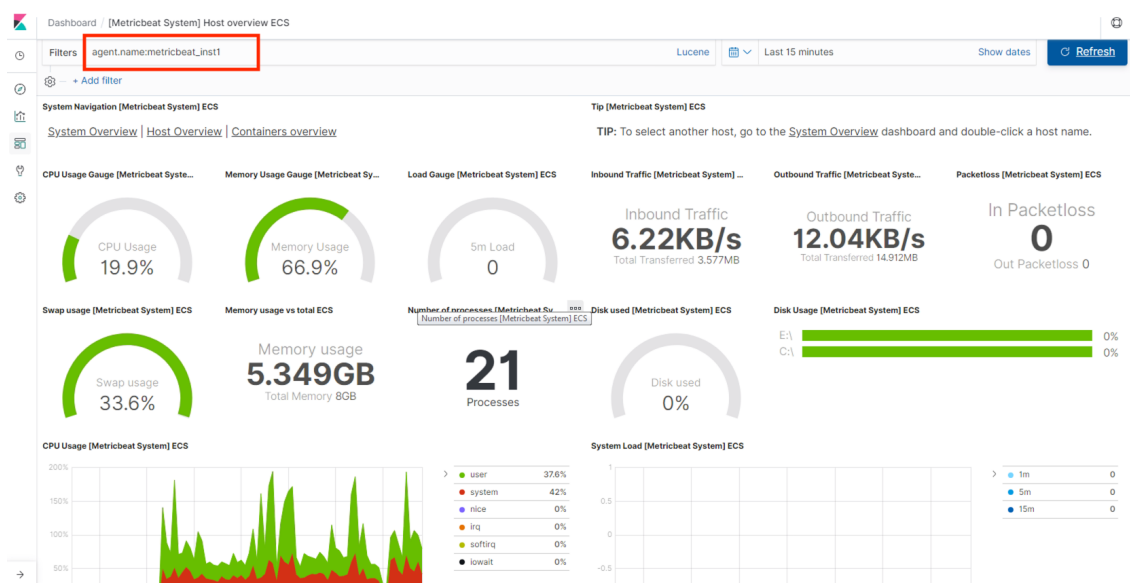 Dashboard / [Metricbeat System] Host overview ECS
Filters agent.name:metricbeat_inst1 Lucene Last 15 minutes Show dates Refresh
+ Add filter
System Navigation [Metricbeat System] ECS
System Overview | Host Overview | Containers overview
Tip [Metricbeat System] ECS
TIP: To select another host, go to the System Overview dashboard and double-click a host name.
CPU Usage Gauge [Metricbeat Syste...
CPU Usage
19.9%
Memory Usage Gauge [Metricbeat Sy...
Memory Usage
66.9%
Load Gauge [Metricbeat System] ECS
5m Load
0
Inbound Traffic [Metricbeat System] ...
Inbound Traffic
6.22KB/s
Total Transferred 3.577MB
Outbound Traffic [Metricbeat Syste...
Outbound Traffic
12.04KB/s
Total Transferred 14.912MB
Packetloss [Metricbeat System] ECS
In Packetloss
0
Out Packetloss 0
Swap usage [Metricbeat System] ECS
Swap usage
33.6%
Memory usage vs total ECS
Memory usage
5.349GB
Total Memory 8GB
Number of processes [Metricbeat Sy...
Number of processes [Metricbeat System] ECS
21
Processes
Disk used [Metricbeat System] ECS
Disk used
0%
Disk Usage [Metricbeat System] ECS
E:\ 0%
C:\ 0%
CPU Usage [Metricbeat System] ECS
200%
150%
100%
50%
user 37.6%
system 42%
nice 0%
irq 0%
softirq 0%
iowait 0%
System Load [Metricbeat System] ECS
1
0.5
0
-0.5
1m 0
5m 0
15m 0